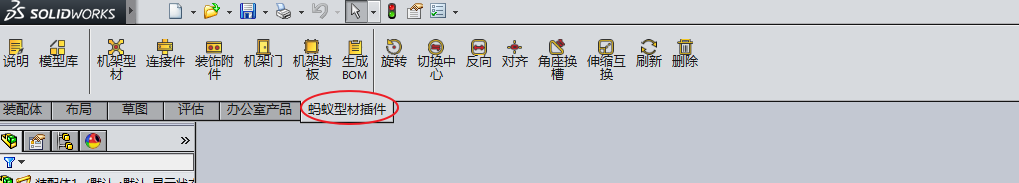 SOLIDWORKS
说明 模型库 机架型材 连接件 装饰附件 机架门 机架封板 生成BOM 旋转 切换中心 反向 对齐 角座换槽 伸缩互换 刷新 删除
装配体 布局 草图 评估 办公室产品 蚂蚁型材插件
»